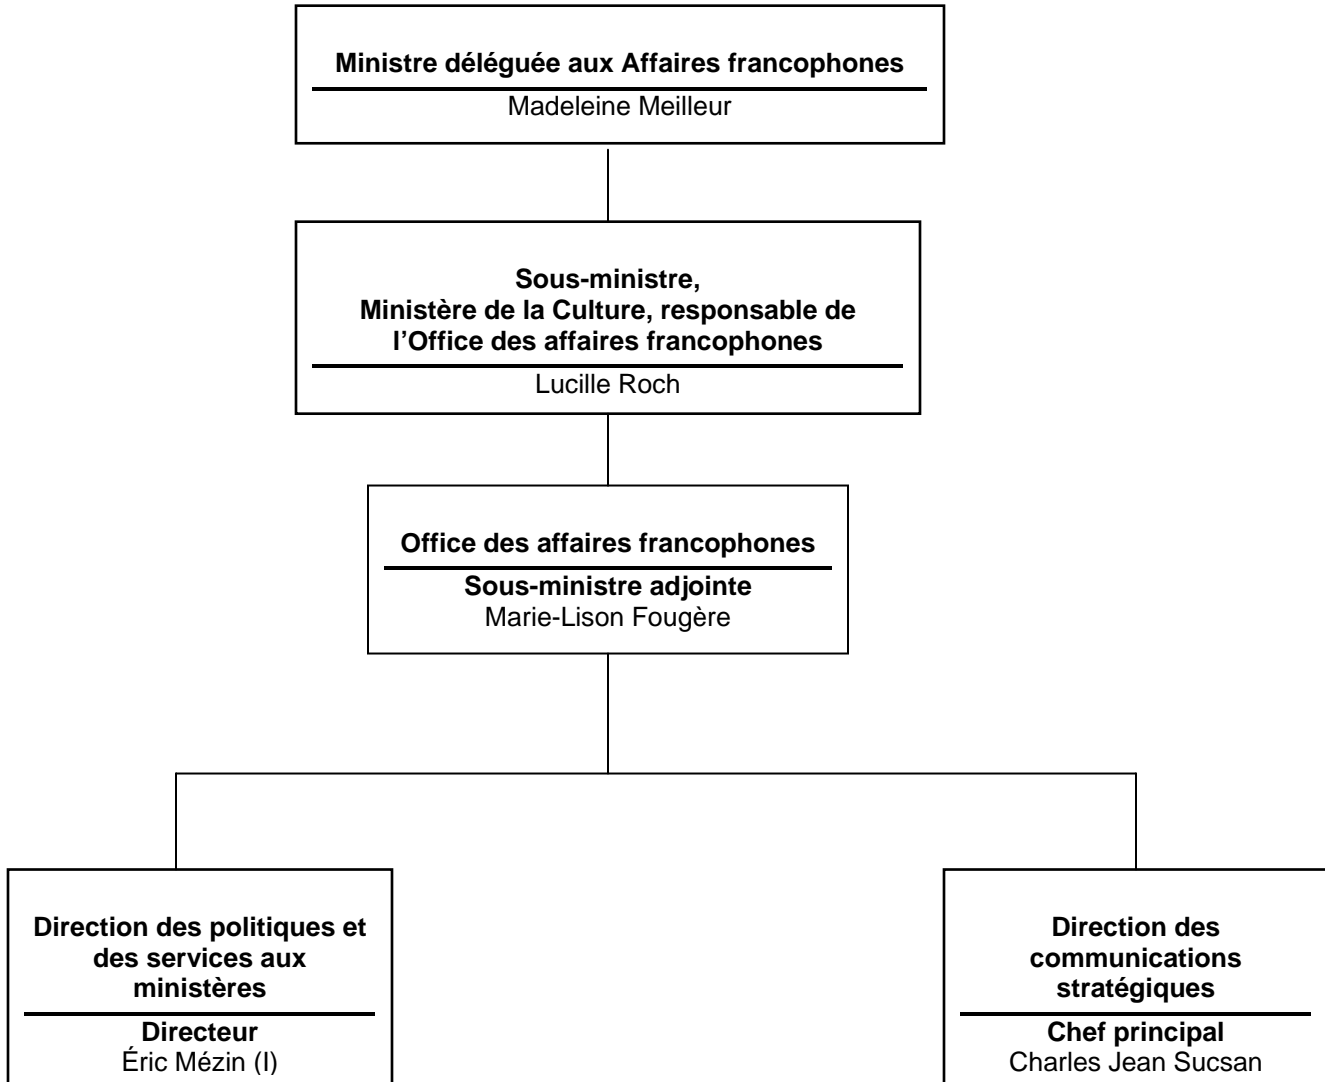 Ministre déléguée aux Affaires francophones
Madeleine Meilleur
Sous-ministre,
Ministère de la Culture, responsable de
l’Office des affaires francophones
Lucille Roch
Office des affaires francophones
Sous-ministre adjointe
Marie-Lison Fougère
Direction des politiques et
des services aux
ministères
Directeur
Éric Mézin (I)
Direction des
communications
stratégiques
Chef principal
Charles Jean Sucsan